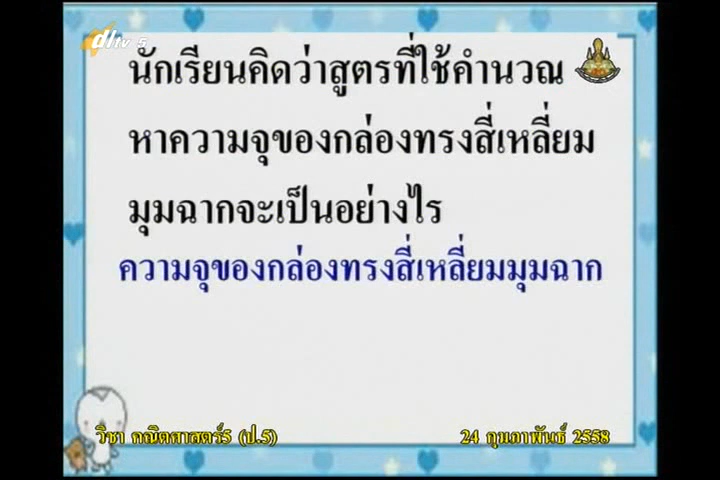 dltv 5
นักเรียนคิดว่าสูตรที่ใช้คำนวณ
หาความจุของกล่องทรงสี่เหลี่ยม
มุมฉากจะเป็นอย่างไร
ความจุของกล่องทรงสี่เหลี่ยมมุมฉาก
วิชา คณิตศาสตร์5 (ป.5)
24 กุมภาพันธ์ 2558